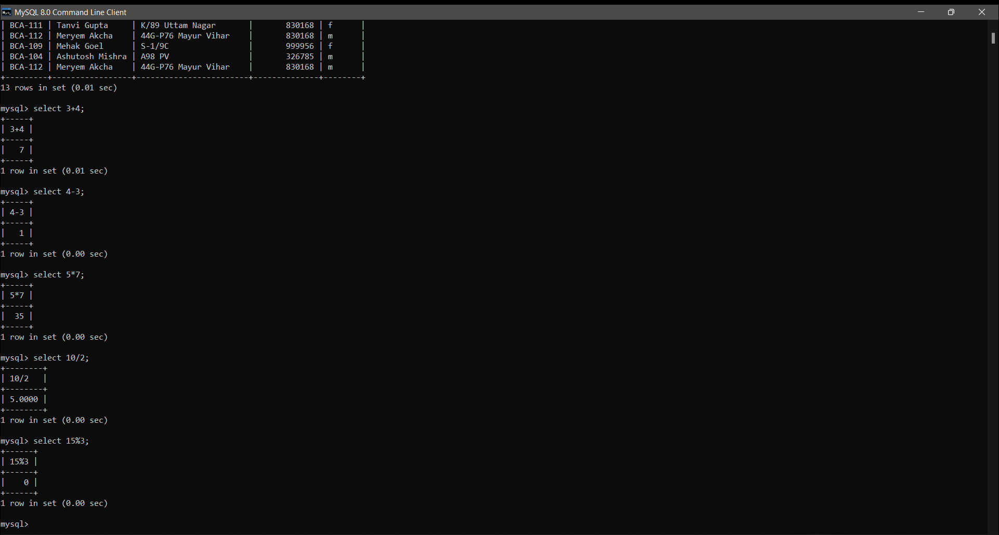 MySQL 8.0 Command Line Client
| BCA-111 | Tanvi Gupta     | K/89 Uttam Nagar       |       830168 | f      |
| BCA-112 | Meryem Akcha    | 44G-P76 Mayur Vihar    |       830168 | m      |
| BCA-109 | Mehak Goel      | S-1/9C                 |       999956 | f      |
| BCA-104 | Ashutosh Mishra | A98 PV                 |       326785 | m      |
| BCA-112 | Meryem Akcha    | 44G-P76 Mayur Vihar    |       830168 | m      |
+---------+-----------------+------------------------+--------------+--------+
13 rows in set (0.01 sec)

mysql> select 3+4;
+-----+
| 3+4 |
+-----+
|   7 |
+-----+
1 row in set (0.01 sec)

mysql> select 4-3;
+-----+
| 4-3 |
+-----+
|   1 |
+-----+
1 row in set (0.00 sec)

mysql> select 5*7;
+-----+
| 5*7 |
+-----+
|  35 |
+-----+
1 row in set (0.00 sec)

mysql> select 10/2;
+--------+
| 10/2   |
+--------+
| 5.0000 |
+--------+
1 row in set (0.00 sec)

mysql> select 15%3;
+------+
| 15%3 |
+------+
|    0 |
+------+
1 row in set (0.00 sec)

mysql>